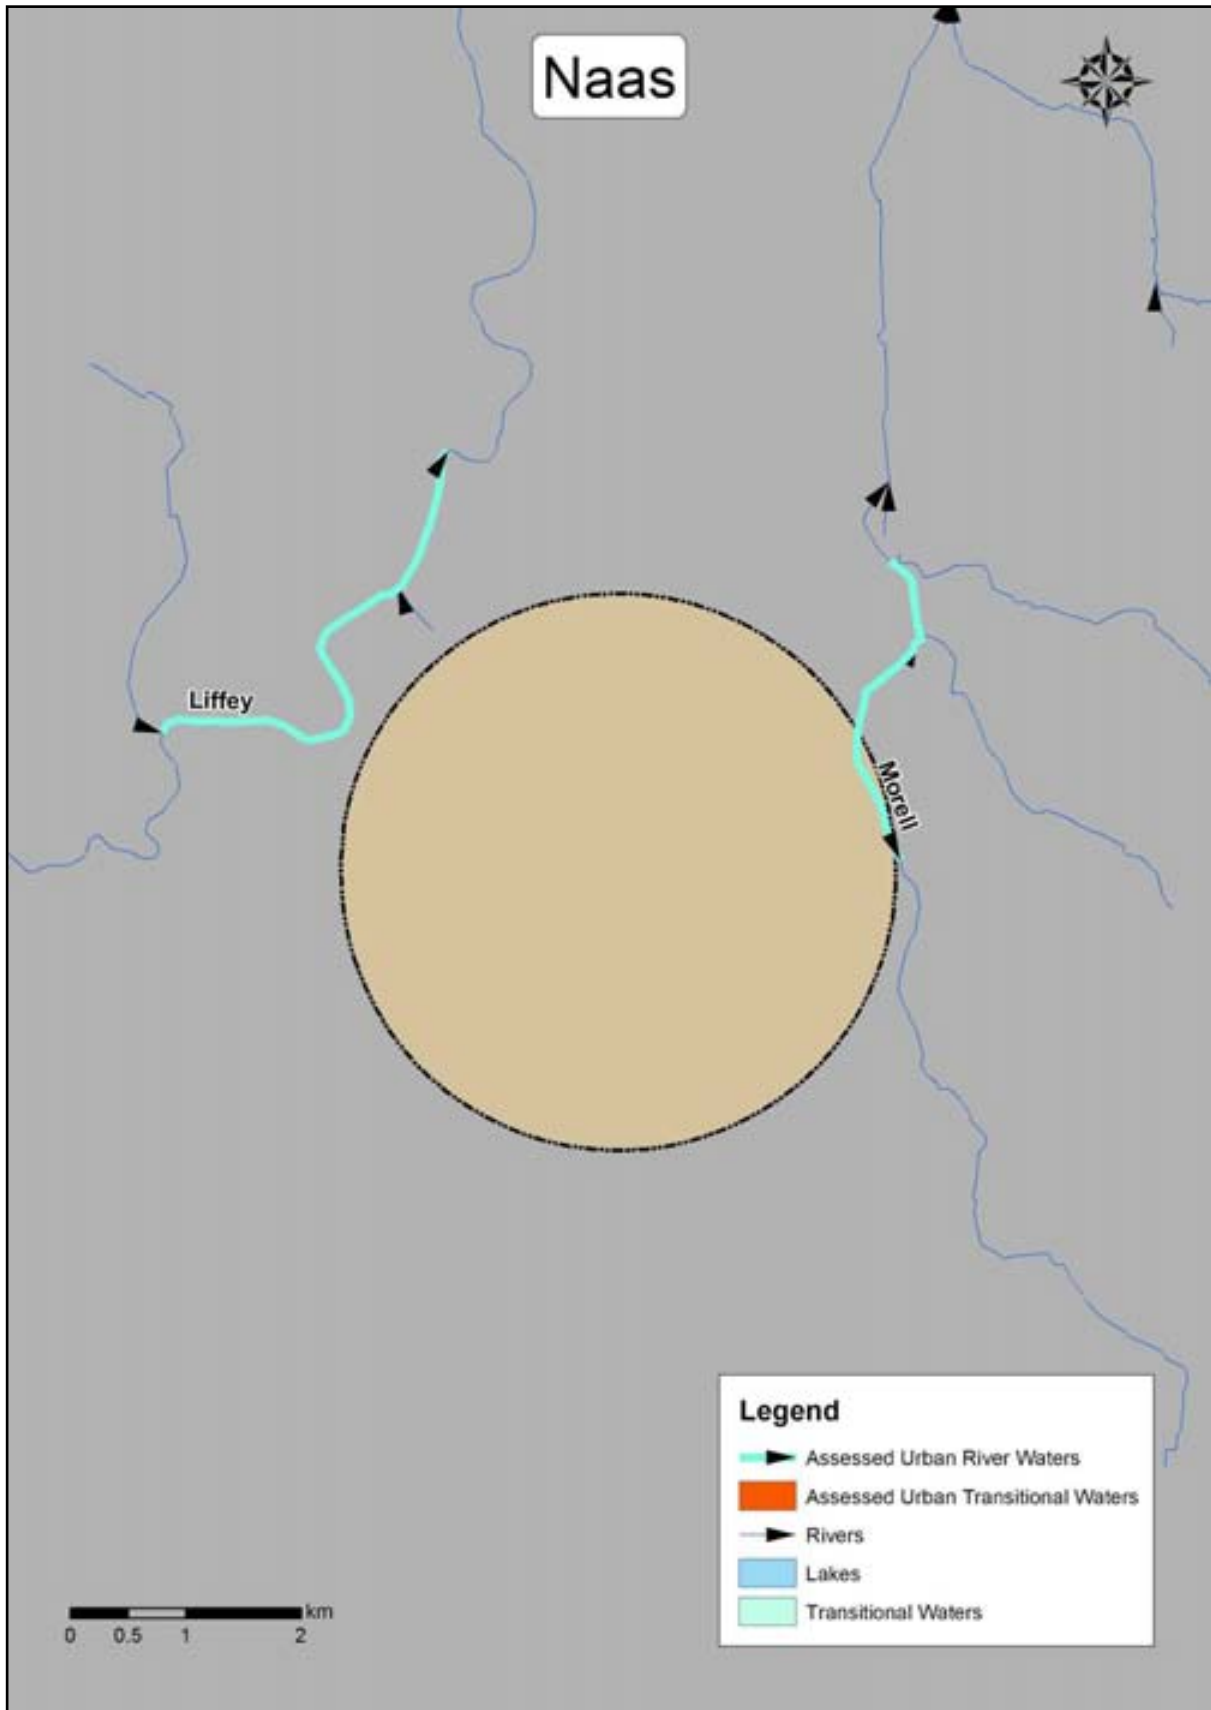 Naas
Liffey
Morell
Legend
Assessed Urban River Waters
Assessed Urban Transitional Waters
Rivers
Lakes
Transitional Waters
km
0 0.5 1 2